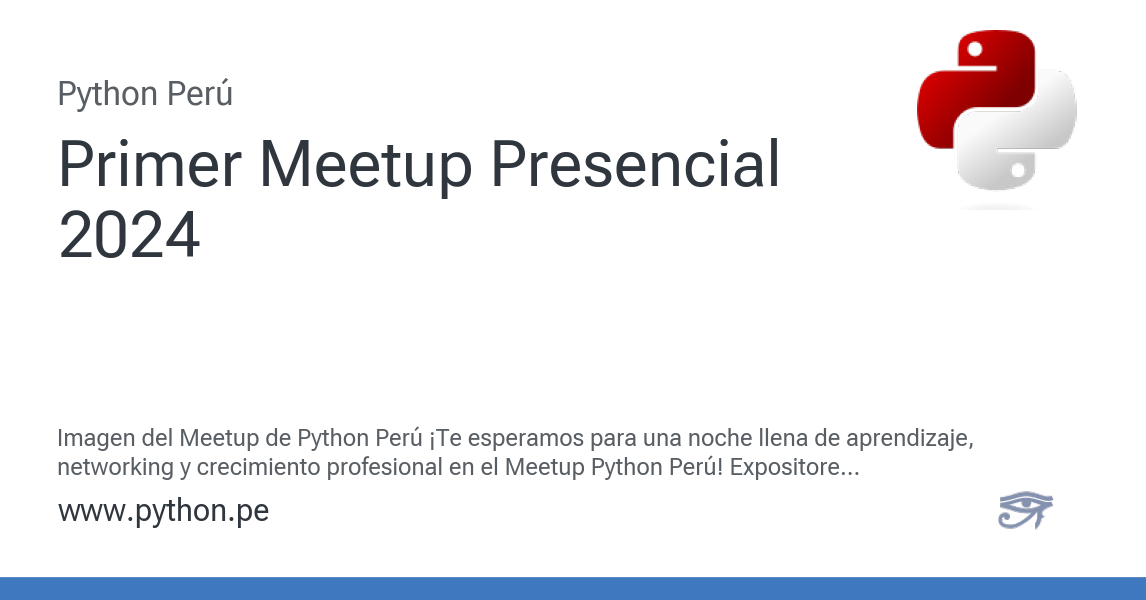 Python Perú
Primer Meetup Presencial
2024
Imagen del Meetup de Python Perú ¡Te esperamos para una noche llena de aprendizaje,
networking y crecimiento profesional en el Meetup Python Perú! Expositore...
www.python.pe